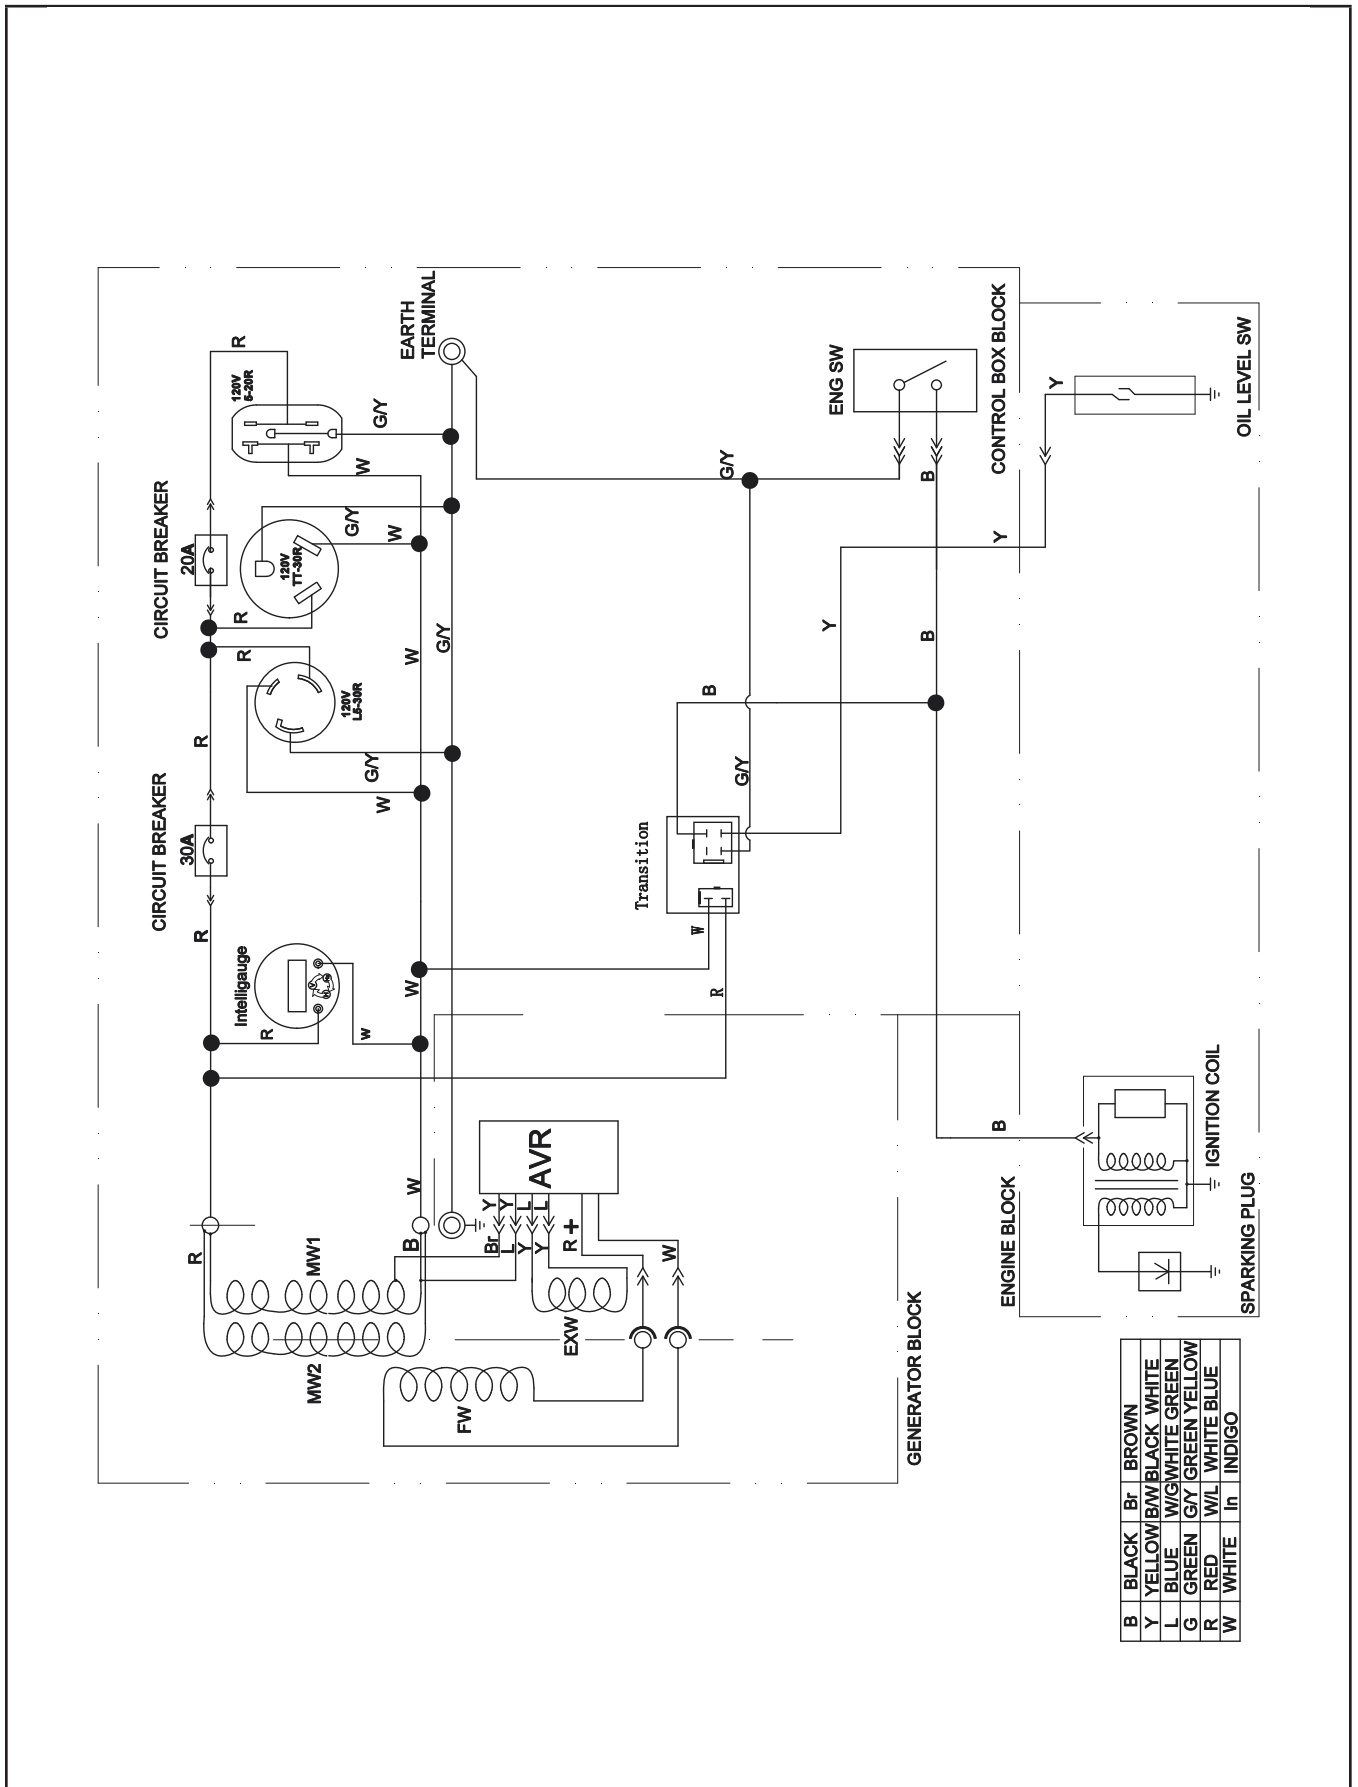 CIRCUIT BREAKER
30A
CIRCUIT BREAKER
20A
R
R
R
R
R
R
R
Intelligauge
R
w
120V
L5-30R
120V
TT-30R
120V
5-20R
G/Y
W
G/Y
W
G/Y
W
W
W
W
G/Y
EARTH
TERMINAL
MW1
MW2
B
FW
EXW
AVR
Y
Y
L
L
Br
L
Y
Y
R
+
W
Transition
W
R
B
G/Y
G/Y
Y
ENG SW
B
B
Y
Y
B
CONTROL BOX BLOCK
GENERATOR BLOCK
ENGINE BLOCK
OIL LEVEL SW
IGNITION COIL
SPARKING PLUG
B BLACK Br BROWN
Y YELLOW B/W BLACK WHITE
L BLUE W/G WHITE GREEN
G GREEN G/Y GREEN YELLOW
R RED W/L WHITE BLUE
W WHITE In INDIGO